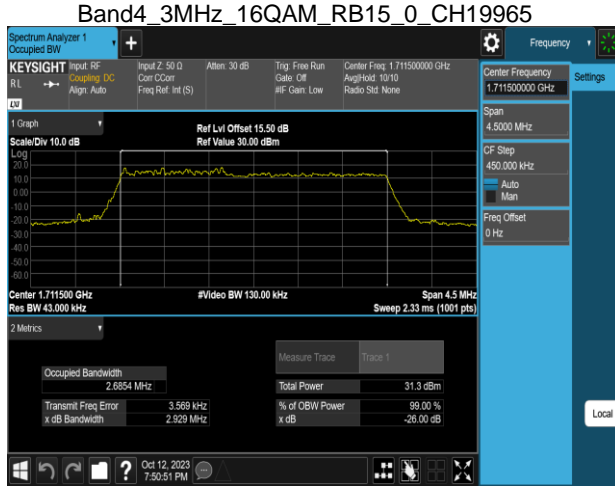 Band4_3MHz_16QAM_RB15_0_CH19965
Spectrum Analyzer 1
Occupied BW
Frequency
KEYSIGHT Input: RF Input Z: 50 Ω Atten: 30 dB Trig: Free Run Center Freq: 1.711500000 GHz
R L Coupling: DC Corr CCorr Gate: Off Avg|Hold: 10/10
Align: Auto Freq Ref: Int (S) #IF Gain: Low Radio Std: None
LXI
Center Frequency
1.711500000 GHz
Settings
Span
4.5000 MHz
CF Step
450.000 kHz
Auto
Man
Freq Offset
0 Hz
Local
1 Graph
Ref Lvl Offset 15.50 dB
Scale/Div 10.0 dB Ref Value 30.00 dBm
Log
20.0
10.0
0.00
-10.0
-20.0
-30.0
-40.0
-50.0
-60.0
Center 1.711500 GHz #Video BW 130.00 kHz Span 4.5 MHz
Res BW 43.000 kHz Sweep 2.33 ms (1001 pts)
2 Metrics
Measure Trace Trace 1
Occupied Bandwidth
2.6854 MHz Total Power 31.3 dBm
Transmit Freq Error 3.569 kHz % of OBW Power 99.00 %
x dB Bandwidth 2.929 MHz x dB -26.00 dB
Oct 12, 2023
7:50:51 PM